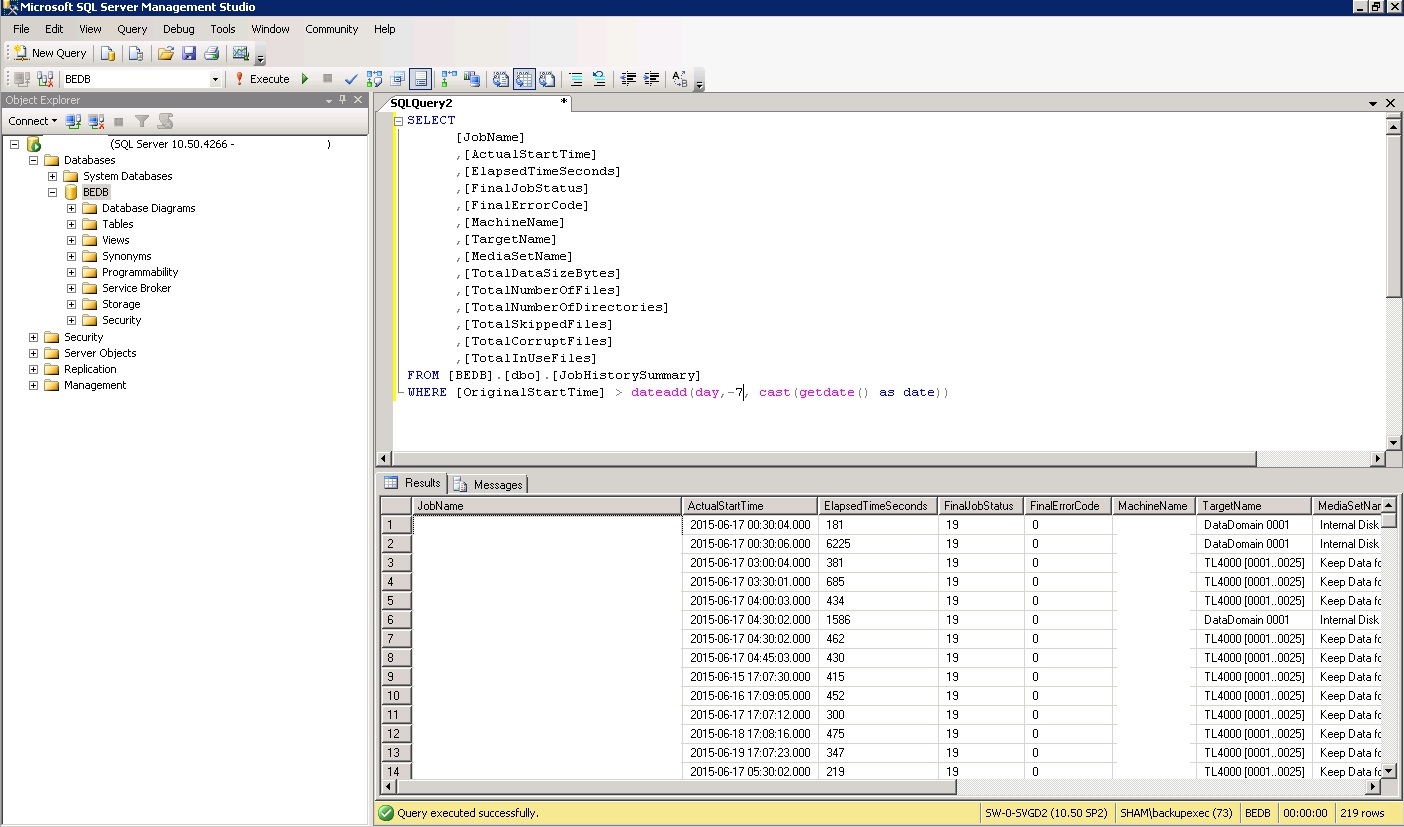 Microsoft SQL Server Management Studio
File Edit View Query Debug Tools Window Community Help
New Query
BEDB Execute
Object Explorer
Connect
(SQL Server 10.50.4266 - )
Databases
System Databases
BEDB
Database Diagrams
Tables
Views
Synonyms
Programmability
Service Broker
Storage
Security
Security
Server Objects
Replication
Management
SQLQuery2 *
SELECT
[JobName]
,[ActualStartTime]
,[ElapsedTimeSeconds]
,[FinalJobStatus]
,[FinalErrorCode]
,[MachineName]
,[TargetName]
,[MediaSetName]
,[TotalDataSizeBytes]
,[TotalNumberOfFiles]
,[TotalNumberOfDirectories]
,[TotalSkippedFiles]
,[TotalCorruptFiles]
,[TotalInUseFiles]
FROM [BEDB].[dbo].[JobHistorySummary]
WHERE [OriginalStartTime] > dateadd(day,-7, cast(getdate() as date))
Results Messages
JobName ActualStartTime ElapsedTimeSeconds FinalJobStatus FinalErrorCode MachineName TargetName MediaSetNar
1 2015-06-17 00:30:04.000 181 19 0 DataDomain 0001 Internal Disk
2 2015-06-17 00:30:06.000 6225 19 0 DataDomain 0001 Internal Disk
3 2015-06-17 03:00:04.000 381 19 0 TL4000 [0001..0025] Keep Data fo
4 2015-06-17 03:30:01.000 685 19 0 TL4000 [0001..0025] Keep Data fo
5 2015-06-17 04:00:03.000 434 19 0 TL4000 [0001..0025] Keep Data fo
6 2015-06-17 04:30:02.000 1586 19 0 DataDomain 0001 Internal Disk
7 2015-06-17 04:30:02.000 462 19 0 TL4000 [0001..0025] Keep Data fo
8 2015-06-17 04:45:03.000 430 19 0 TL4000 [0001..0025] Keep Data fo
9 2015-06-15 17:07:30.000 415 19 0 TL4000 [0001..0025] Keep Data fo
10 2015-06-16 17:09:05.000 452 19 0 TL4000 [0001..0025] Keep Data fo
11 2015-06-17 17:07:12.000 300 19 0 TL4000 [0001..0025] Keep Data fo
12 2015-06-18 17:08:16.000 475 19 0 TL4000 [0001..0025] Keep Data fo
13 2015-06-19 17:07:23.000 347 19 0 TL4000 [0001..0025] Keep Data fo
14 2015-06-17 05:30:02.000 219 19 0 TL4000 [0001..0025] Keep Data fo
Query executed successfully. SW-0-SVGD2 (10.50 SP2) SHAM\backupexec (73) BEDB 00:00:00 219 rows